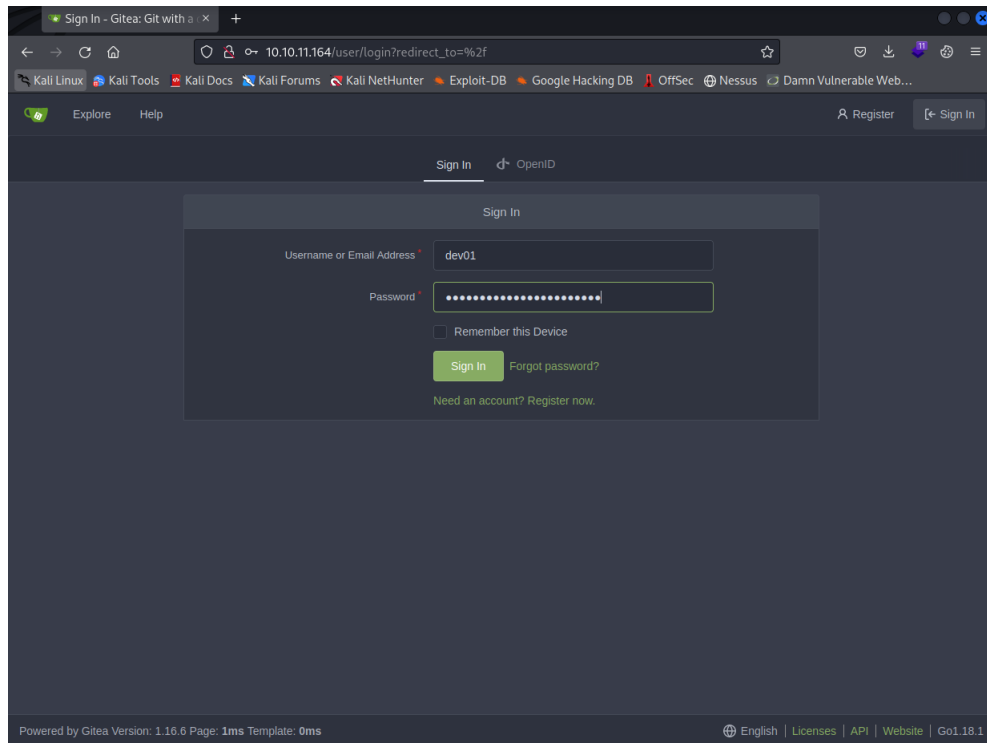 Sign In - Gitea: Git with a c
10.10.11.164/user/login?redirect_to=%2f
11
Kali Linux Kali Tools Kali Docs Kali Forums Kali NetHunter Exploit-DB Google Hacking DB OffSec Nessus Damn Vulnerable Web...
Explore Help Register Sign In
Sign In OpenID
Sign In
Username or Email Address * dev01
Password * ●●●●●●●●●●●●●●●●●●●●●●●
Remember this Device
Sign In Forgot password?
Need an account? Register now.
Powered by Gitea Version: 1.16.6 Page: 1ms Template: 0ms English | Licenses | API | Website | Go1.18.1